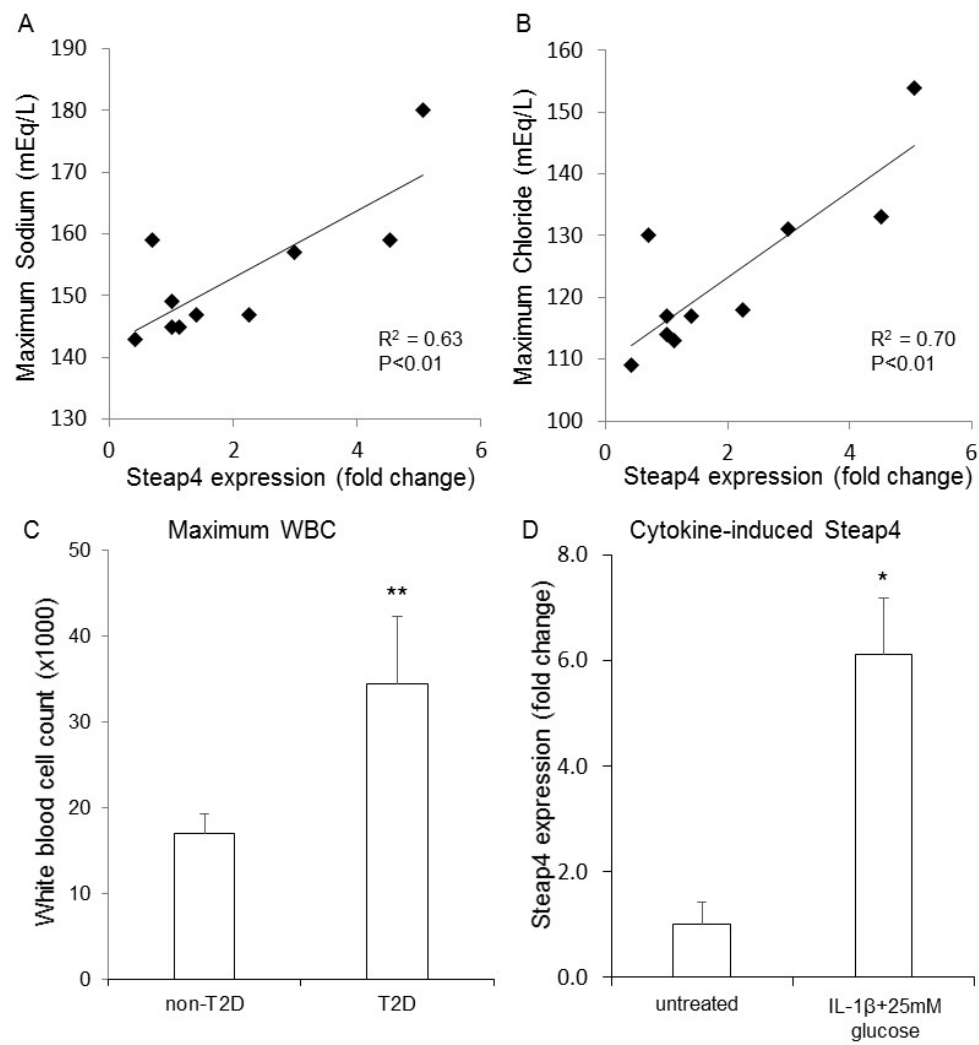 A
Maximum Sodium (mEq/L)
190
180
170
160
150
140
130
R² = 0.63
P<0.01
0 2 4 6
Steap4 expression (fold change)
B
Maximum Chloride (mEq/L)
160
150
140
130
120
110
100
R² = 0.70
P<0.01
0 2 4 6
Steap4 expression (fold change)
C Maximum WBC
White blood cell count (x1000)
50
40
30
20
10
0
**
non-T2D T2D
D Cytokine-induced Steap4
Steap4 expression (fold change)
8.0
6.0
4.0
2.0
0.0
*
untreated IL-1β+25mM
glucose